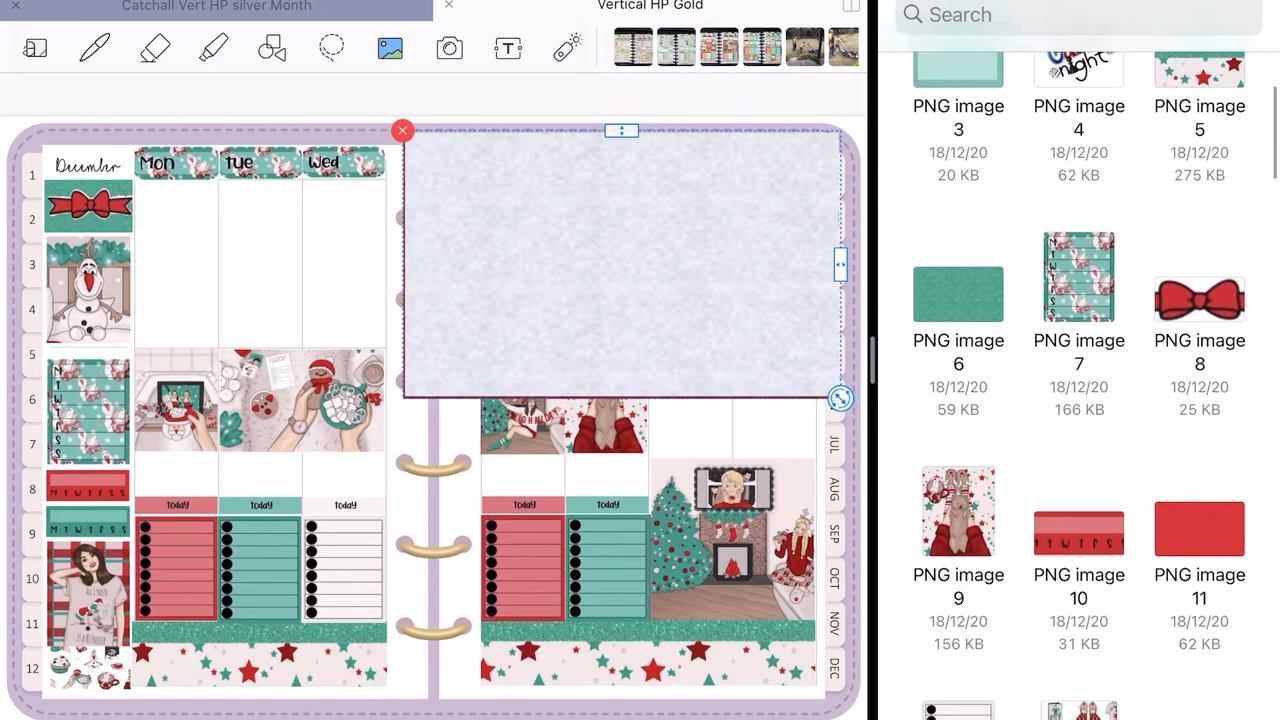 Catchall Vert HP silver Month
Vertical HP Gold
T
Search
night
PNG image
3
18/12/20
20 KB
PNG image
4
18/12/20
62 KB
PNG image
5
18/12/20
275 KB
PNG image
6
18/12/20
59 KB
M
T
W
T
F
S
S
PNG image
7
18/12/20
166 KB
PNG image
8
18/12/20
25 KB
PNG image
9
18/12/20
156 KB
T W T F S
PNG image
10
18/12/20
31 KB
PNG image
11
18/12/20
62 KB
December
Mon
Tue
Wed
1
2
3
4
5
6
7
8
9
10
11
12
M
T
W
T
F
S
S
M T W T F S S
M T W T F S S
ALL I NEED
IS A REINDEER
today
today
today
today
today
JUL
AUG
SEP
OCT
NOV
DEC